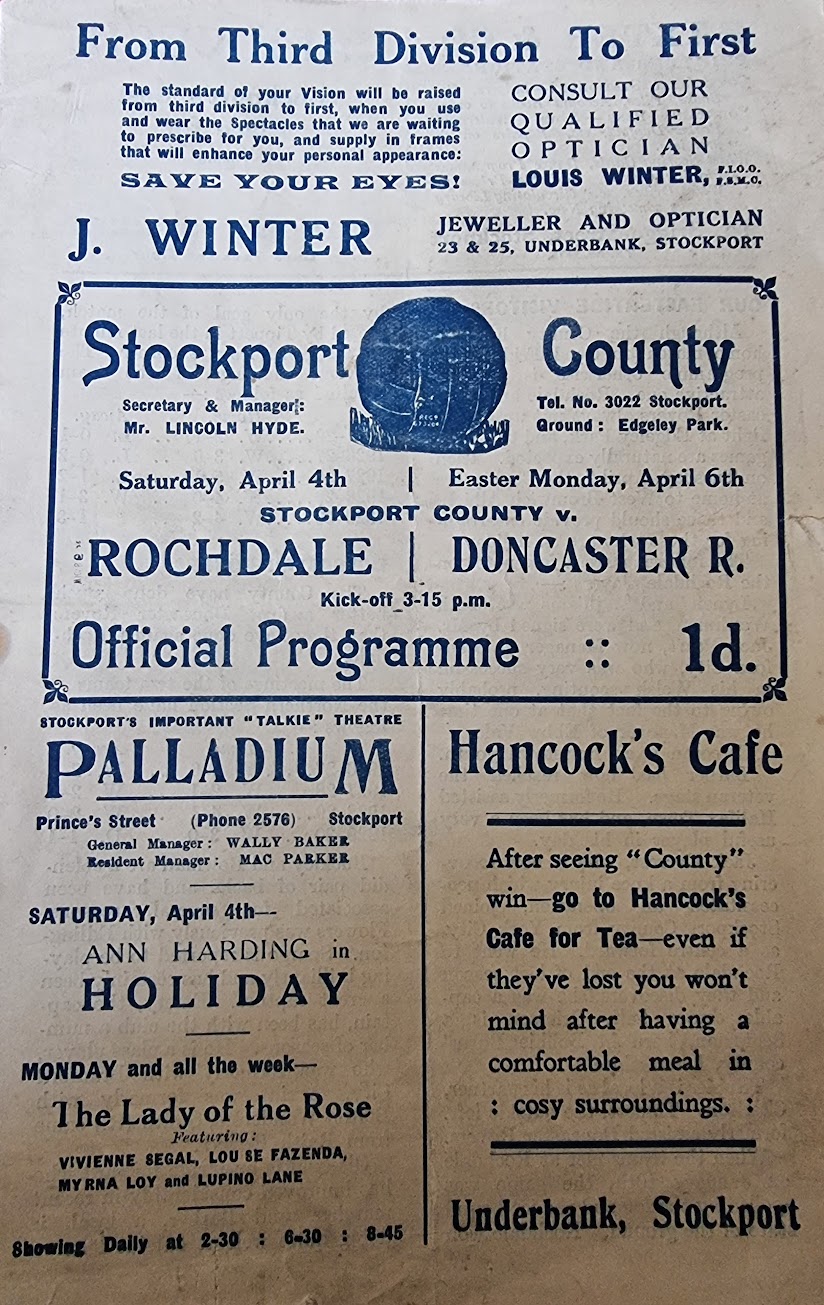 From Third Division To First
The standard of your Vision will be raised
from third division to first, when you use
and wear the Spectacles that we are waiting
to prescribe for you, and supply in frames
that will enhance your personal appearance:
SAVE YOUR EYES!
CONSULT OUR
QUALIFIED
OPTICIAN
LOUIS WINTER, F.I.O.O.
F.S.M.C.
J. WINTER
JEWELLER AND OPTICIAN
23 & 25, UNDERBANK, STOCKPORT
Stockport County
Secretary & Manager:
Mr. LINCOLN HYDE.
Tel. No. 3022 Stockport.
Ground : Edgeley Park.
Saturday, April 4th | Easter Monday, April 6th
STOCKPORT COUNTY v.
ROCHDALE | DONCASTER R.
Kick-off 3-15 p.m.
Official Programme :: 1d.
STOCKPORT'S IMPORTANT "TALKIE" THEATRE
PALLADIUM
Prince's Street (Phone 2576) Stockport
General Manager : WALLY BAKER
Resident Manager : MAC PARKER
SATURDAY, April 4th—
ANN HARDING in
HOLIDAY
MONDAY and all the week—
The Lady of the Rose
Featuring :
VIVIENNE SEGAL, LOU SE FAZENDA,
MYRNA LOY and LUPINO LANE
Showing Daily at 2-30 : 6-30 : 8-45
Hancock's Cafe
After seeing "County"
win—go to Hancock's
Cafe for Tea—even if
they've lost you won't
mind after having a
comfortable meal in
: cosy surroundings. :
Underbank, Stockport